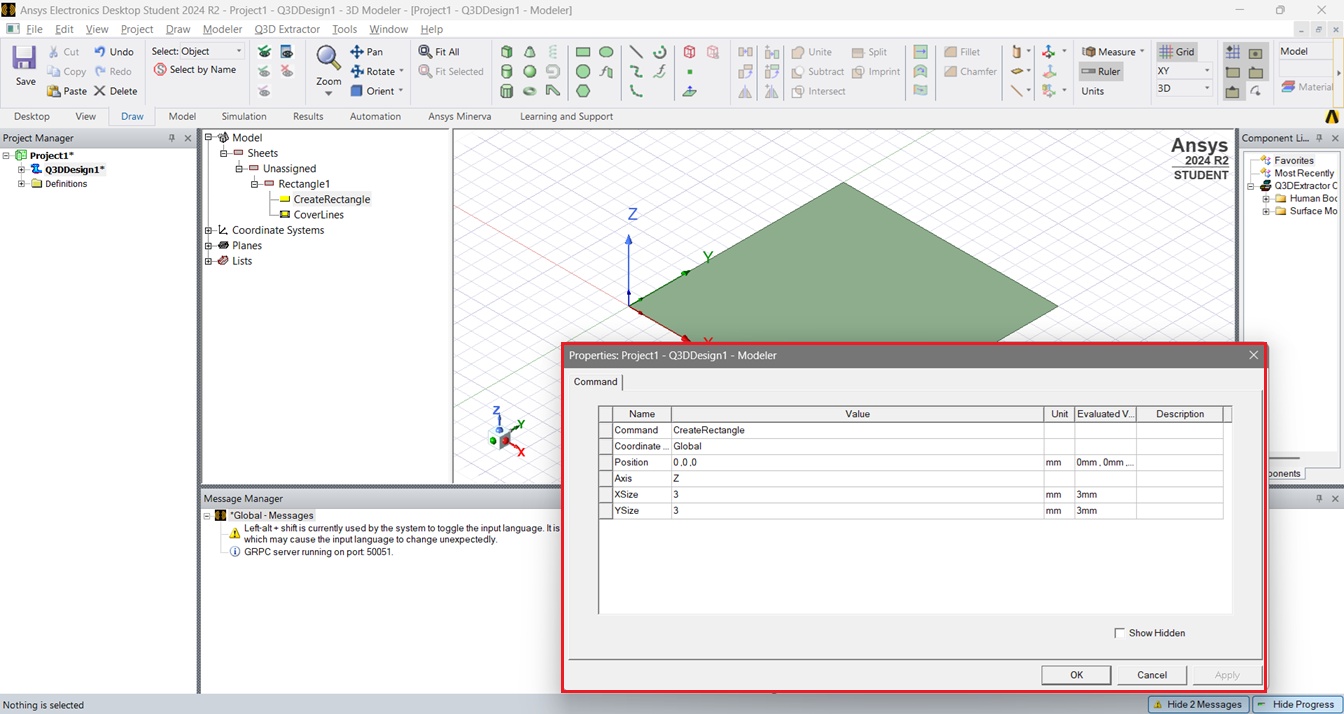 Ansys Electronics Desktop Student 2024 R2 - Project1 - Q3DDesign1 - 3D Modeler - [Project1 - Q3DDesign1 - Modeler]
File Edit View Project Draw Modeler Q3D Extractor Tools Window Help
Save
Cut
Copy
Paste
Undo
Redo
Delete
Select: Object
Select by Name
Zoom
Pan
Rotate
Orient
Fit All
Fit Selected
Unite
Subtract
Intersect
Split
Imprint
Fillet
Chamfer
Measure
Ruler
Units
Grid
XY
3D
Model
Material
Desktop View Draw Model Simulation Results Automation Ansys Minerva Learning and Support
Project Manager
Project1*
Q3DDesign1*
Definitions
Model
Sheets
Unassigned
Rectangle1
CreateRectangle
CoverLines
Coordinate Systems
Planes
Lists
Ansys
2024 R2
STUDENT
Z
Y
X
Z
Y
X
Component Li...
Favorites
Most Recently
Q3DExtractor C
Human Boc
Surface Mo
ponents
Properties: Project1 - Q3DDesign1 - Modeler
Command
Name Value Unit Evaluated V... Description
Command CreateRectangle
Coordinate ... Global
Position 0 ,0 ,0 mm 0mm , 0mm ,...
Axis Z
XSize 3 mm 3mm
YSize 3 mm 3mm
Show Hidden
OK Cancel Apply
Message Manager
*Global - Messages
Left-alt + shift is currently used by the system to toggle the input language. It is
which may cause the input language to change unexpectedly.
GRPC server running on port: 50051.
Nothing is selected
Hide 2 Messages
Hide Progress